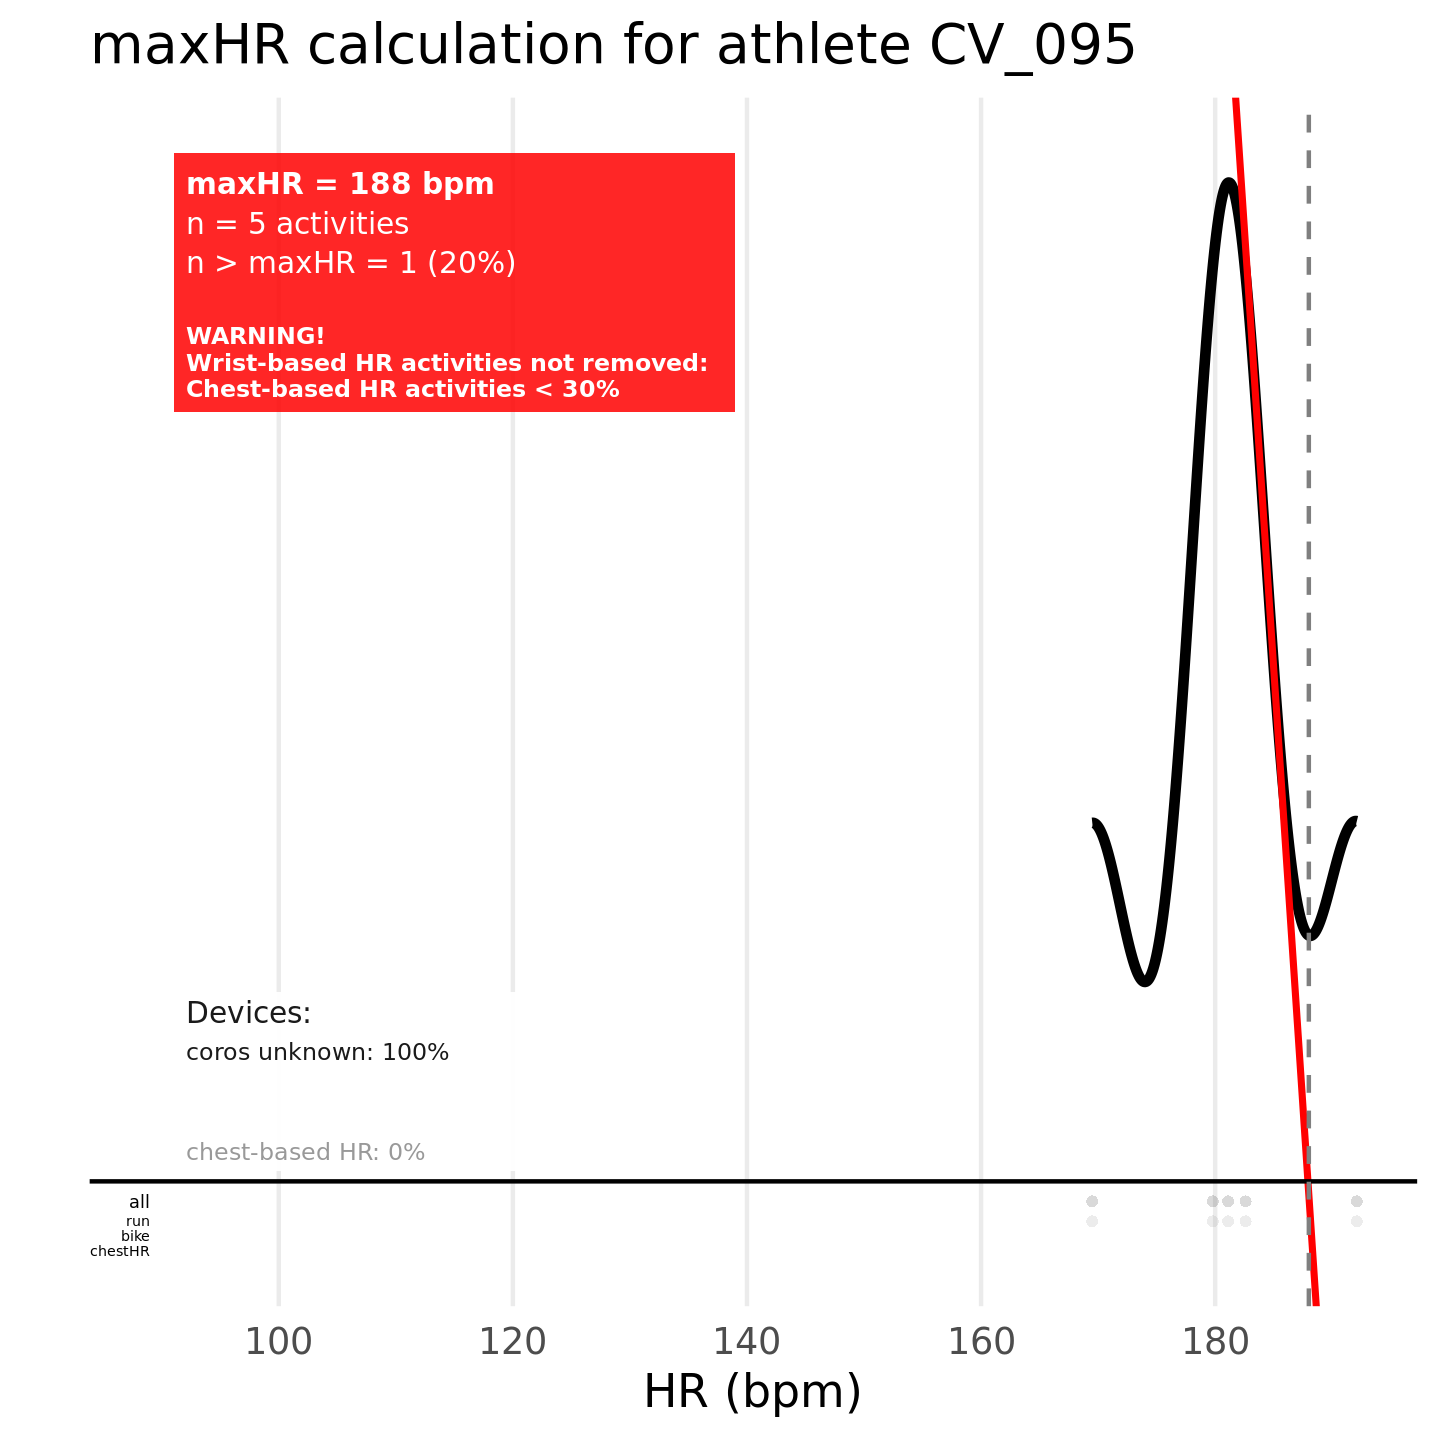 maxHR calculation for athlete CV_095
maxHR = 188 bpm
n = 5 activities
n > maxHR = 1 (20%)
WARNING!
Wrist-based HR activities not removed:
Chest-based HR activities < 30%
Devices:
coros unknown: 100%
chest-based HR: 0%
all
run
bike
chestHR
100 120 140 160 180
HR (bpm)